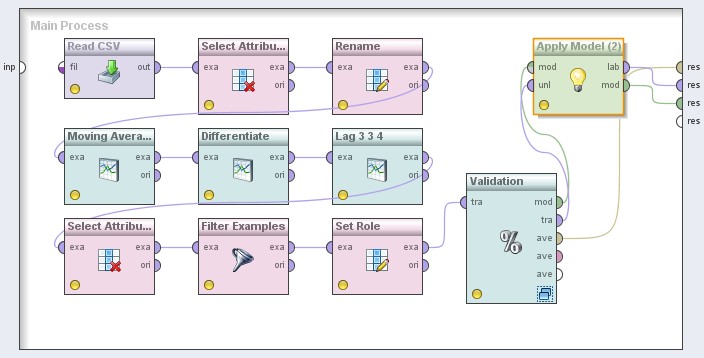 Main Process
inp
Read CSV
fil
out
Select Attribu...
exa
exa
ori
Rename
exa
exa
ori
Apply Model (2)
mod
lab
unl
mod
res
res
res
res
Moving Avera...
exa
exa
ori
Differentiate
exa
exa
ori
Lag 3 3 4
exa
exa
ori
Validation
tra
mod
tra
ave
ave
ave
%
Select Attribu...
exa
exa
ori
Filter Examples
exa
exa
ori
Set Role
exa
exa
ori